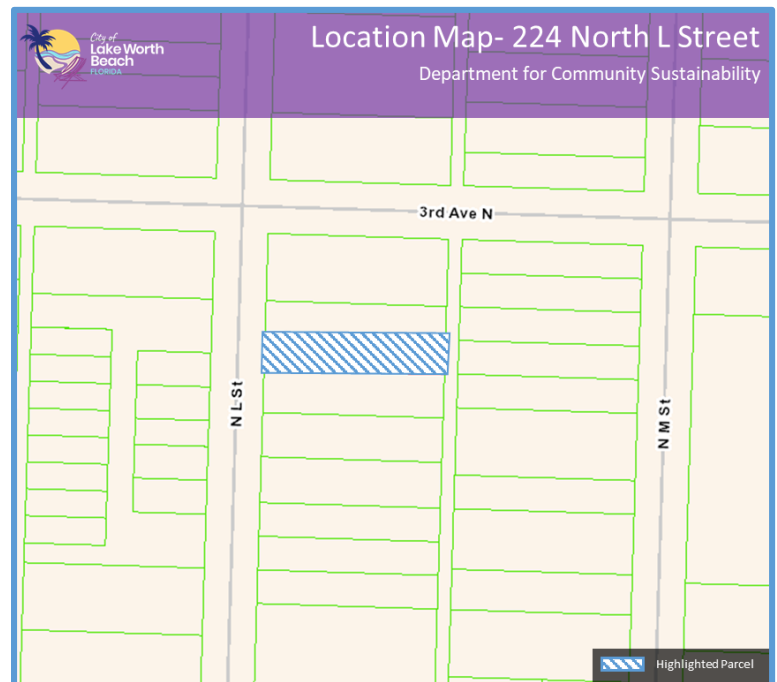 City of
Lake Worth
Beach
FLORIDA
Location Map- 224 North L Street
Department for Community Sustainability
3rd Ave N
N L St
N M St
Highlighted Parcel